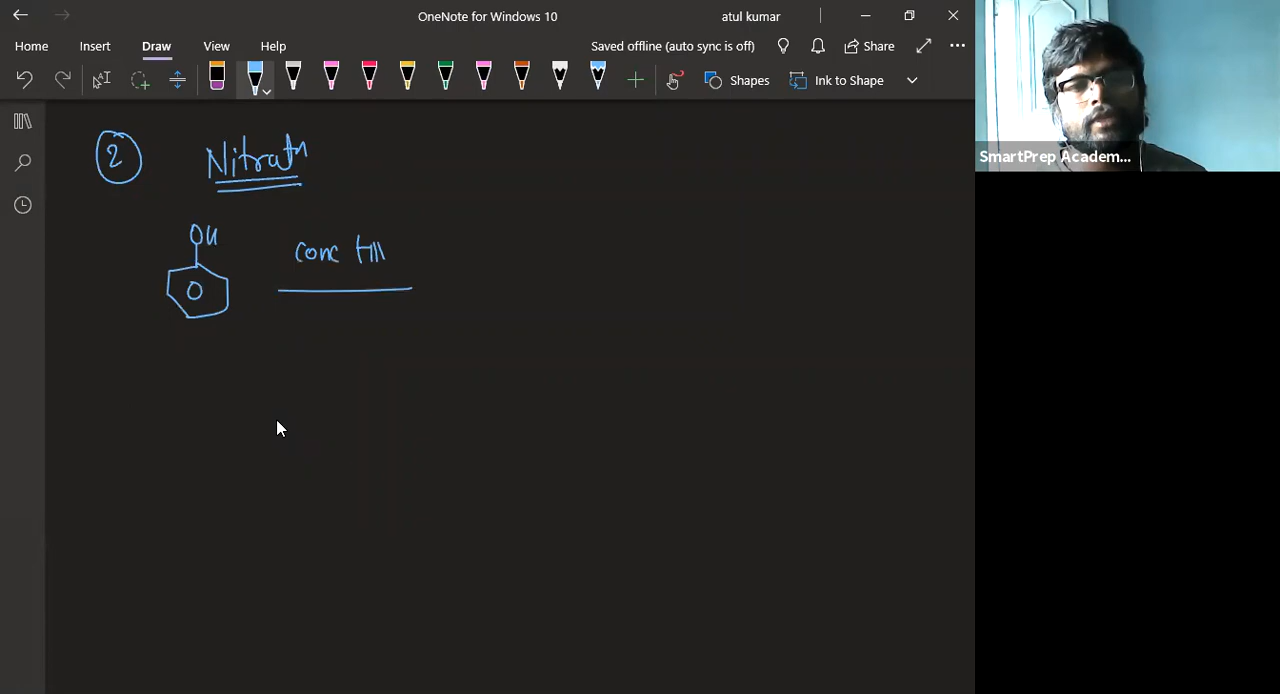 OneNote for Windows 10
atul kumar
Home Insert Draw View Help
Saved offline (auto sync is off)
Share
Shapes
Ink to Shape
SmartPrep Academ...
2 Nitratn
OH
conc